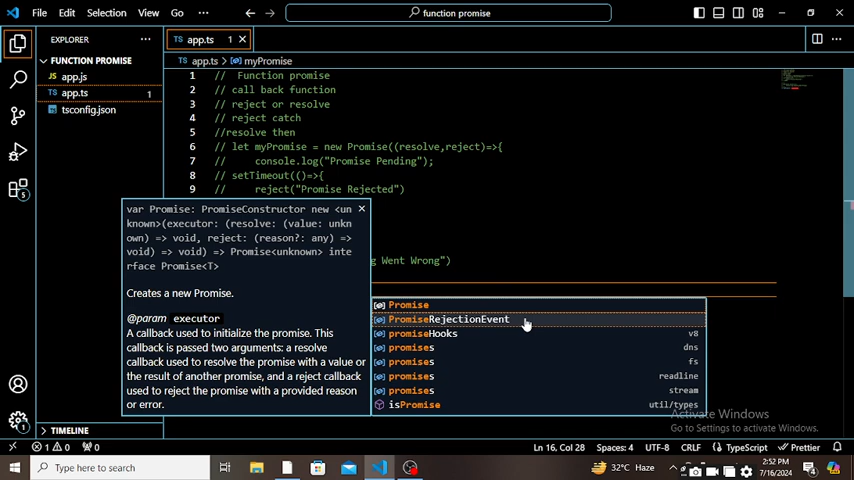 File Edit Selection View Go ··· function promise
EXPLORER ···
TS app.ts 1 ×
FUNCTION PROMISE
TS app.ts > myPromise
JS app.js
TS app.ts 1
tsconfig.json
1 // Function promise
2 // call back function
3 // reject or resolve
4 // reject catch
5 //resolve then
6 // let myPromise = new Promise((resolve,reject)=>{
7 // console.log("Promise Pending");
8 // setTimeout(()=>{
9 // reject("Promise Rejected")
g Went Wrong")
var Promise: PromiseConstructor new <un
known>(executor: (resolve: (value: unkn
own) => void, reject: (reason?: any) =>
void) => void) => Promise<unknown> inte
rface Promise<T>
Creates a new Promise.
@param executor
A callback used to initialize the promise. This
callback is passed two arguments: a resolve
callback used to resolve the promise with a value or
the result of another promise, and a reject callback
used to reject the promise with a provided reason
or error.
Promise
PromiseRejectionEvent
promiseHooks v8
promises dns
promises fs
promises readline
promises stream
isPromise util/types
Activate Windows
Go to Settings to activate Windows.
5
1
TIMELINE
1 0 0 Ln 16, Col 28 Spaces: 4 UTF-8 CRLF TypeScript Prettier
Type here to search
32°C Haze
2:52 PM
7/16/2024
4